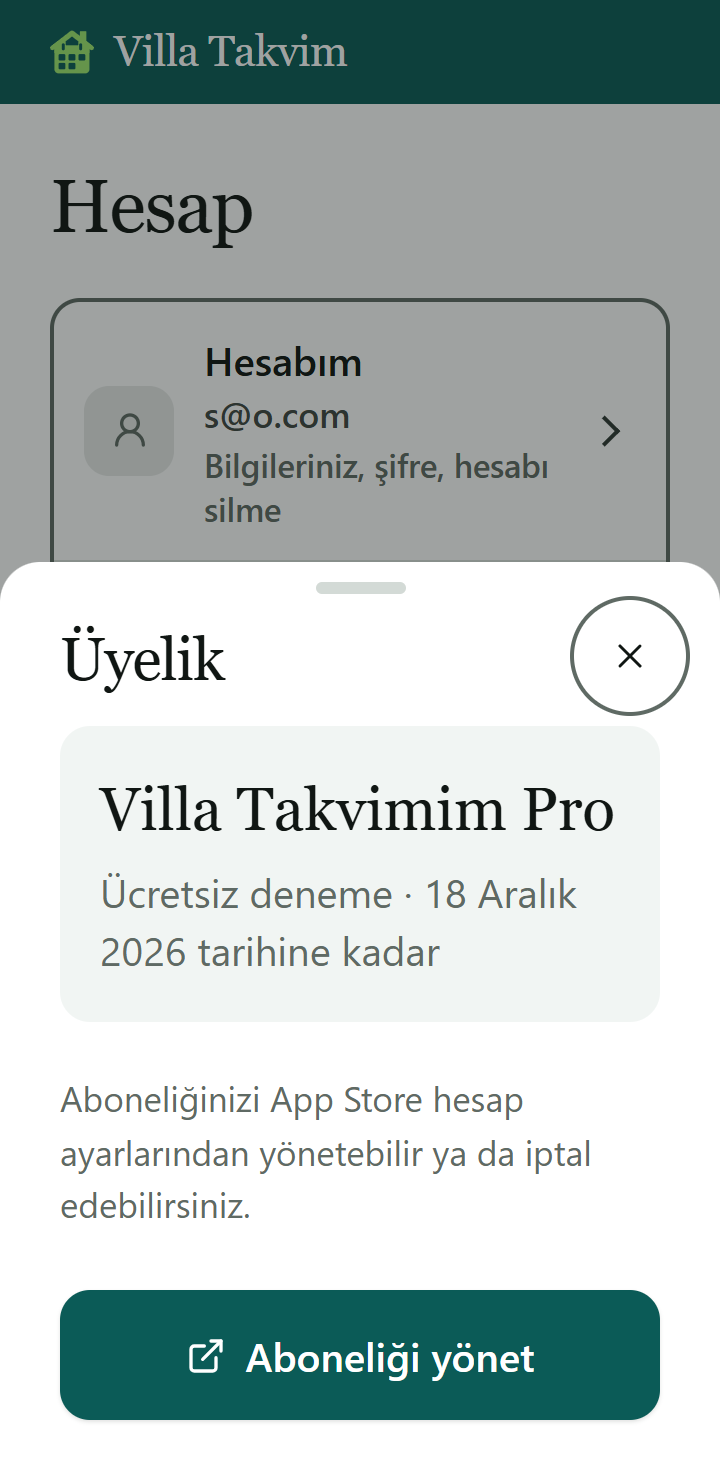 Villa Takvim
Hesap
Hesabım
s@o.com
Bilgileriniz, şifre, hesabı
silme
Üyelik
Villa Takvimim Pro
Ücretsiz deneme · 18 Aralık
2026 tarihine kadar
Aboneliğinizi App Store hesap
ayarlarından yönetebilir ya da iptal
edebilirsiniz.
Aboneliği yönet